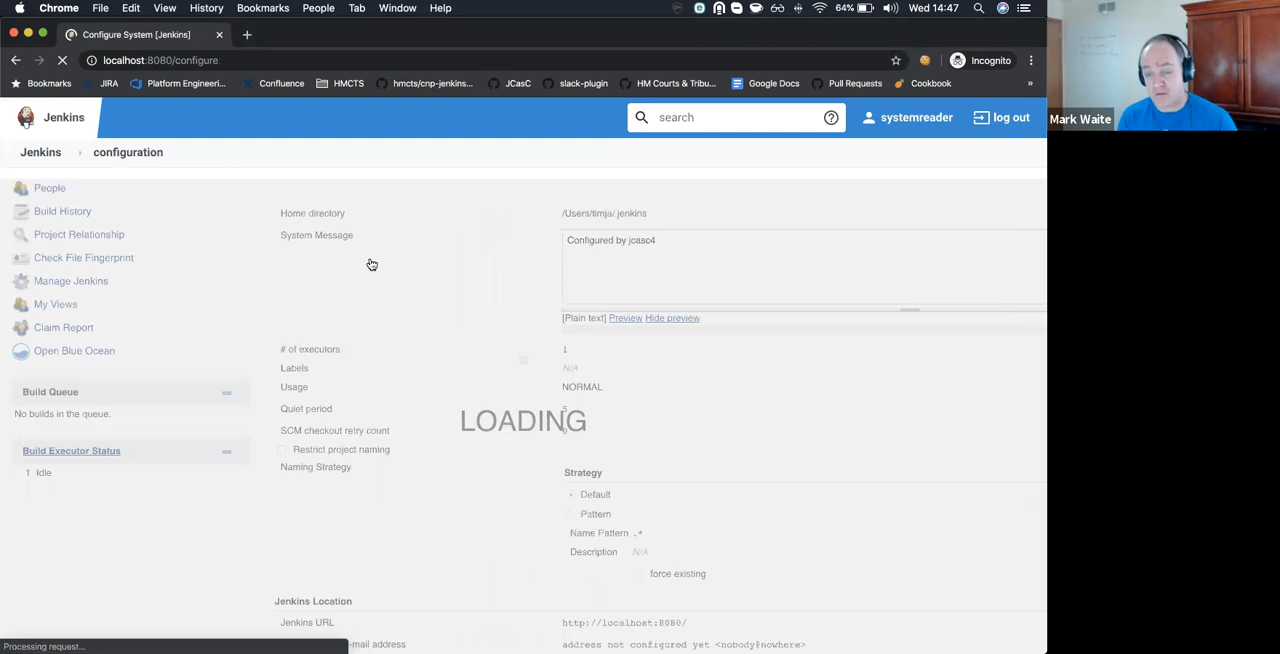 Chrome File Edit View History Bookmarks People Tab Window Help 64% Wed 14:47
Configure System [Jenkins]
localhost:8080/configure
Incognito
Bookmarks JIRA Platform Engineeri... Confluence HMCTS hmcts/cnp-jenkins... JCasC slack-plugin HM Courts & Tribu... Google Docs Pull Requests Cookbook »
Jenkins search systemreader log out
Mark Waite
Jenkins configuration
People
Build History
Project Relationship
Check File Fingerprint
Manage Jenkins
My Views
Claim Report
Open Blue Ocean
Build Queue
No builds in the queue.
Build Executor Status
1 Idle
Home directory /Users/timja/.jenkins
System Message Configured by jcasc4
[Plain text] Preview Hide preview
# of executors 1
Labels N/A
Usage NORMAL
Quiet period 5
LOADING
SCM checkout retry count 0
Restrict project naming
Naming Strategy
Strategy
Default
Pattern
Name Pattern .*
Description N/A
force existing
Jenkins Location
Jenkins URL http://localhost:8080/
-mail address address not configured yet <nobody@nowhere>
Processing request...